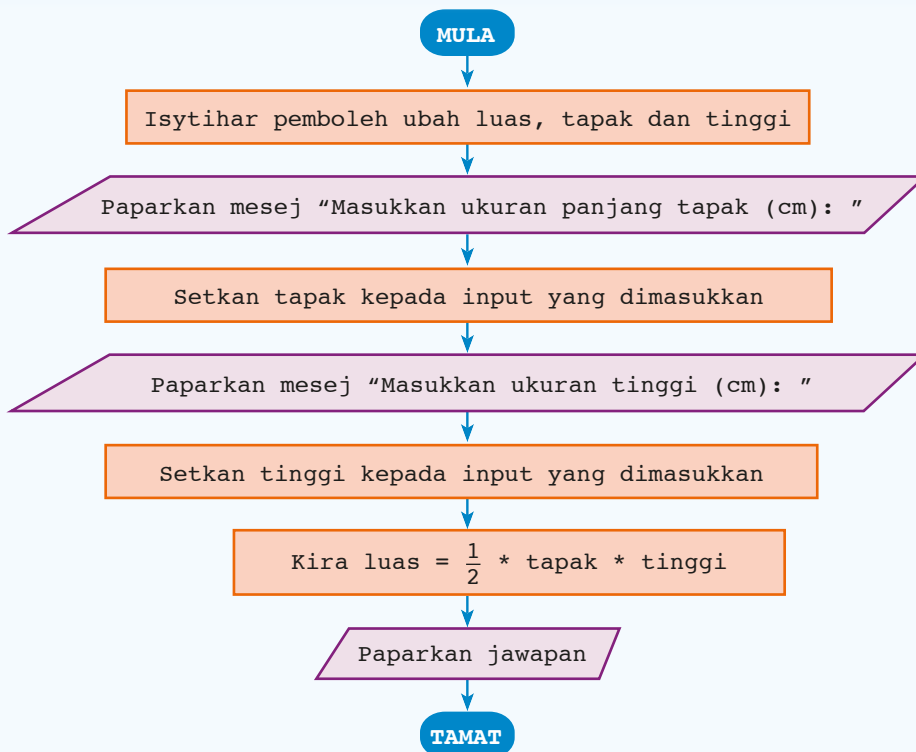 MULA
Isytihar pemboleh ubah luas, tapak dan tinggi
Paparkan mesej “Masukkan ukuran panjang tapak (cm): ”
Setkan tapak kepada input yang dimasukkan
Paparkan mesej “Masukkan ukuran tinggi (cm): ”
Setkan tinggi kepada input yang dimasukkan
Kira luas = 1/2 * tapak * tinggi
Paparkan jawapan
TAMAT